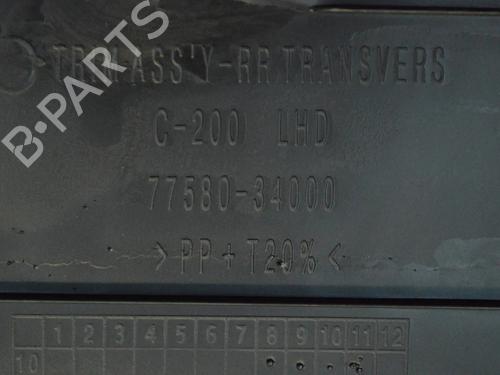 B-PARTS
TRIM ASS'Y-RR TRANSVERS
C-200 LHD
77580-34000
>PP+T20%<
1 2 3 4 5 6 7 8 9 10 11 12
10